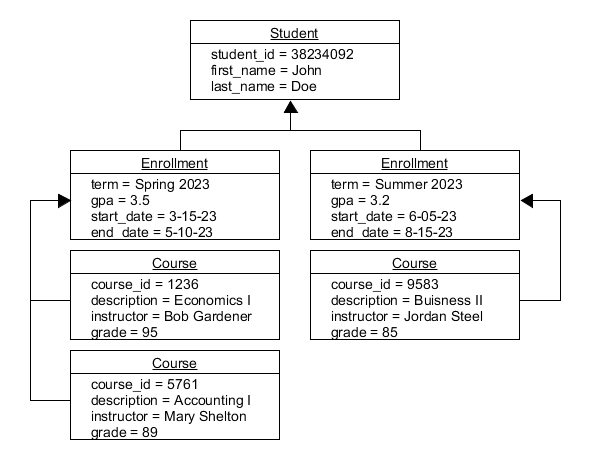 Student
student_id = 38234092
first_name = John
last_name = Doe
Enrollment
term = Spring 2023
gpa = 3.5
start_date = 3-15-23
end_date = 5-10-23
Enrollment
term = Summer 2023
gpa = 3.2
start_date = 6-05-23
end_date = 8-15-23
Course
course_id = 1236
description = Economics I
instructor = Bob Gardener
grade = 95
Course
course_id = 9583
description = Buisness II
instructor = Jordan Steel
grade = 85
Course
course_id = 5761
description = Accounting I
instructor = Mary Shelton
grade = 89